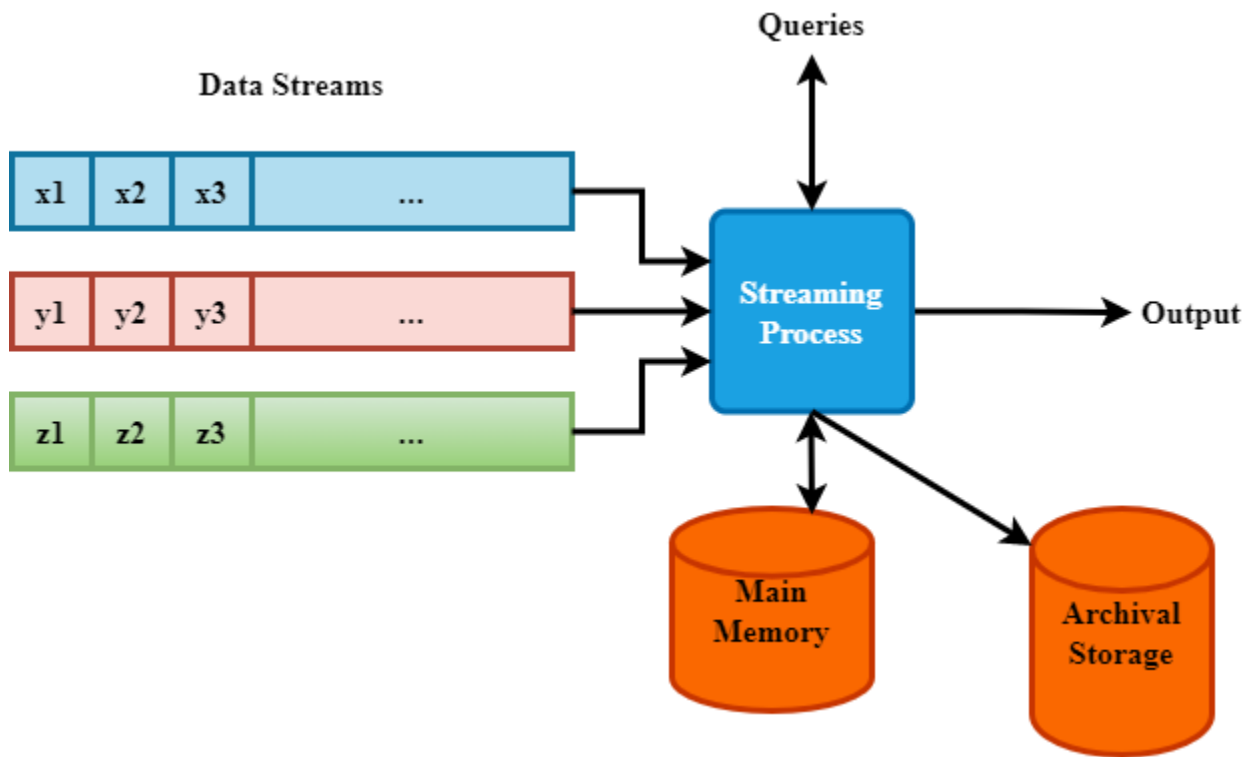 Queries
Data Streams
x1 x2 x3 ...
y1 y2 y3 ...
z1 z2 z3 ...
Streaming
Process
Output
Main
Memory
Archival
Storage